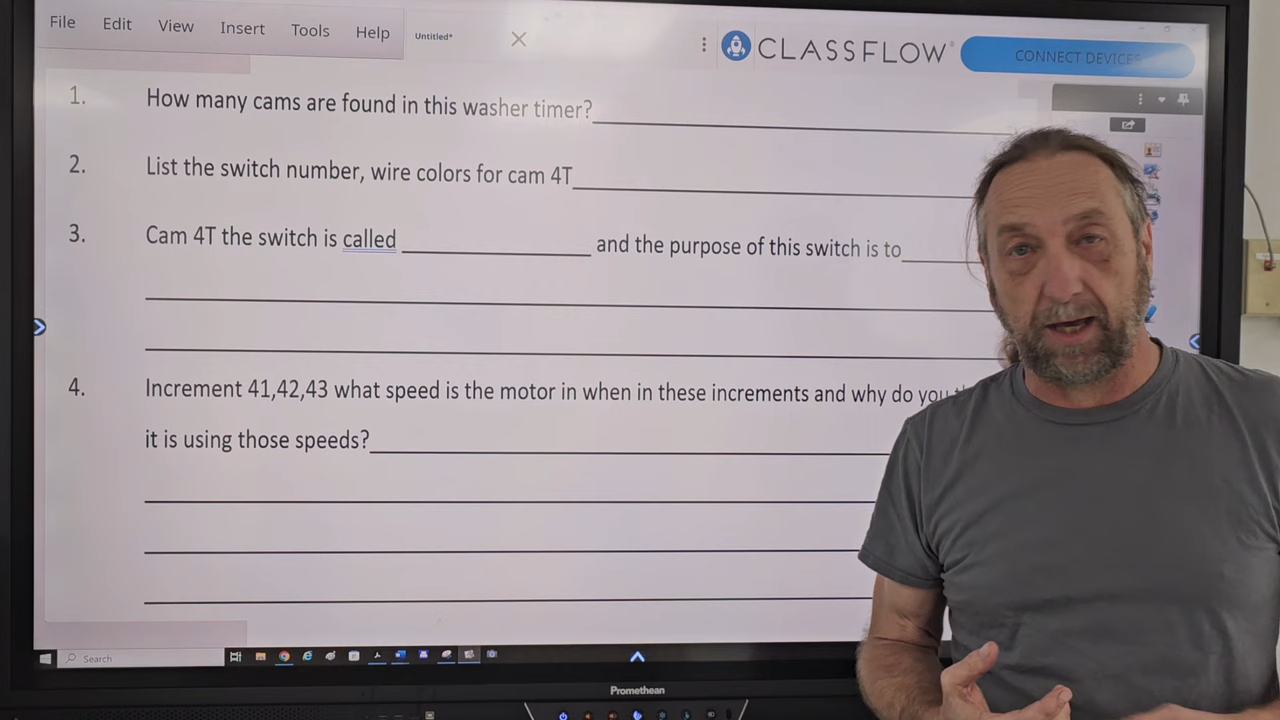 File Edit View Insert Tools Help Untitled* CLASSFLOW CONNECT DEVICES
1. How many cams are found in this washer timer?
2. List the switch number, wire colors for cam 4T
3. Cam 4T the switch is called and the purpose of this switch is to
4. Increment 41,42,43 what speed is the motor in when in these increments and why do you
it is using those speeds?
Search
Promethean